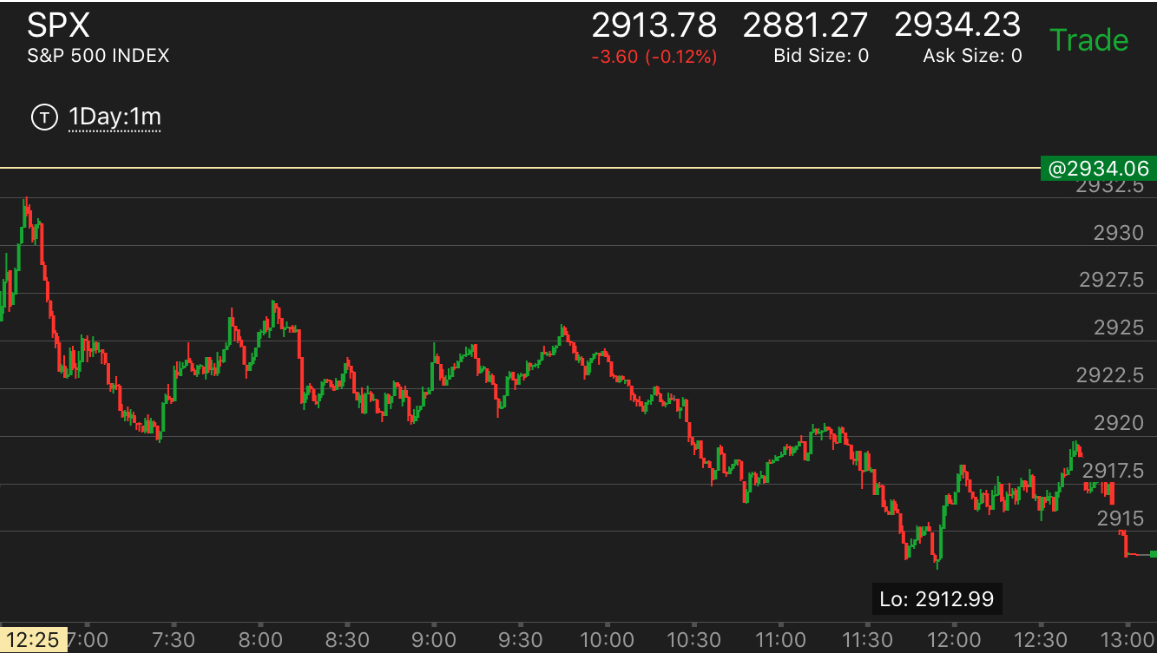 SPX 2913.78 2881.27 2934.23 Trade
S&P 500 INDEX -3.60 (-0.12%) Bid Size: 0 Ask Size: 0
T 1Day:1m
@2934.06
2932.5
2930
2927.5
2925
2922.5
2920
2917.5
2915
Lo: 2912.99
12:25 7:00 7:30 8:00 8:30 9:00 9:30 10:00 10:30 11:00 11:30 12:00 12:30 13:00